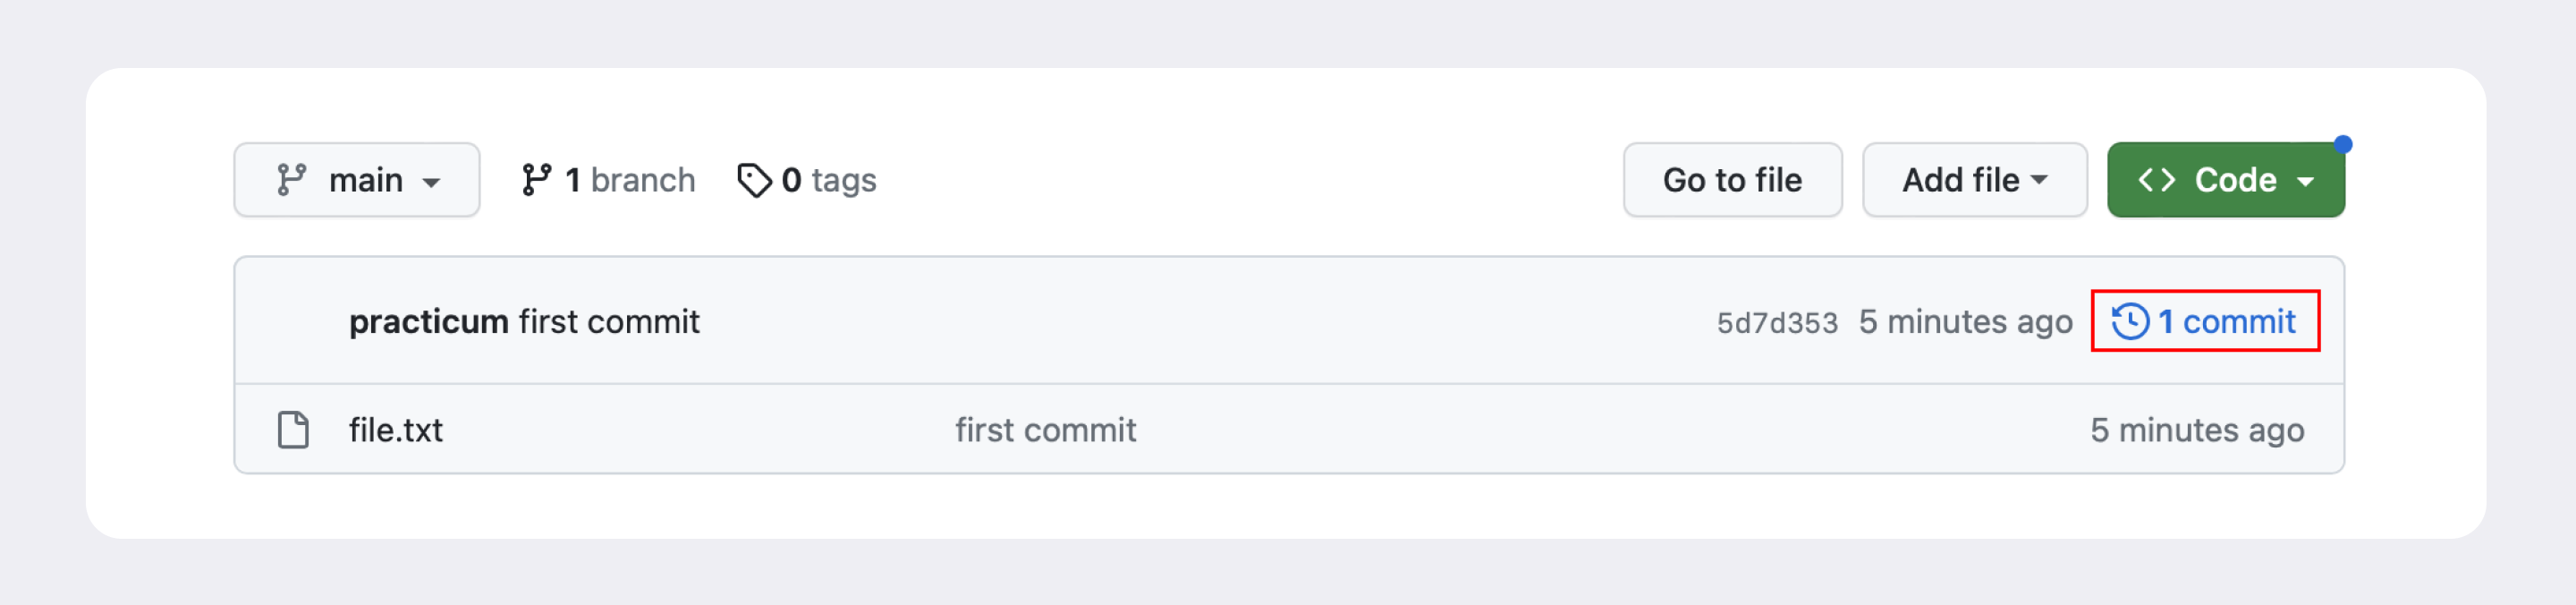 main 1 branch 0 tags Go to file Add file <> Code
practicum first commit 5d7d353 5 minutes ago 1 commit
file.txt first commit 5 minutes ago